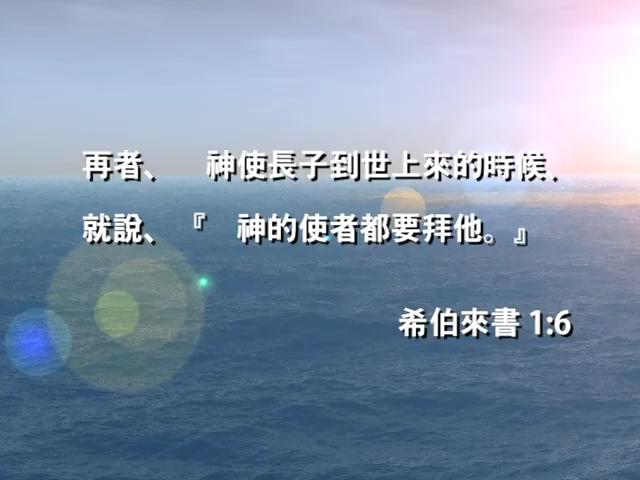 再者、　神使長子到世上來的時候、
就說、『　神的使者都要拜他。』
希伯來書 1:6